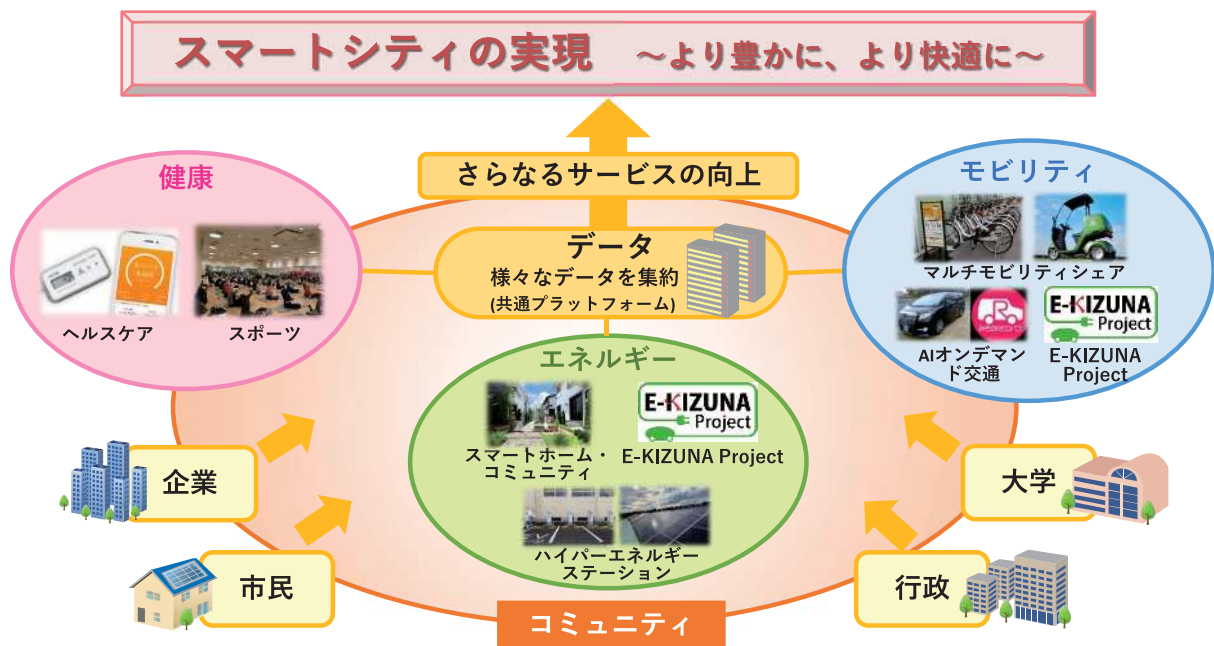 スマートシティの実現 ～より豊かに、より快適に～
さらなるサービスの向上
健康
ヘルスケア
スポーツ
データ
様々なデータを集約
(共通プラットフォーム)
モビリティ
マルチモビリティシェア
AIオンデマン
ド交通
E-KIZUNA
Project
E-KIZUNA
Project
エネルギー
スマートホーム・
コミュニティ
E-KIZUNA
Project
E-KIZUNA Project
ハイパーエネルギー
ステーション
企業
市民
大学
行政
コミュニティ